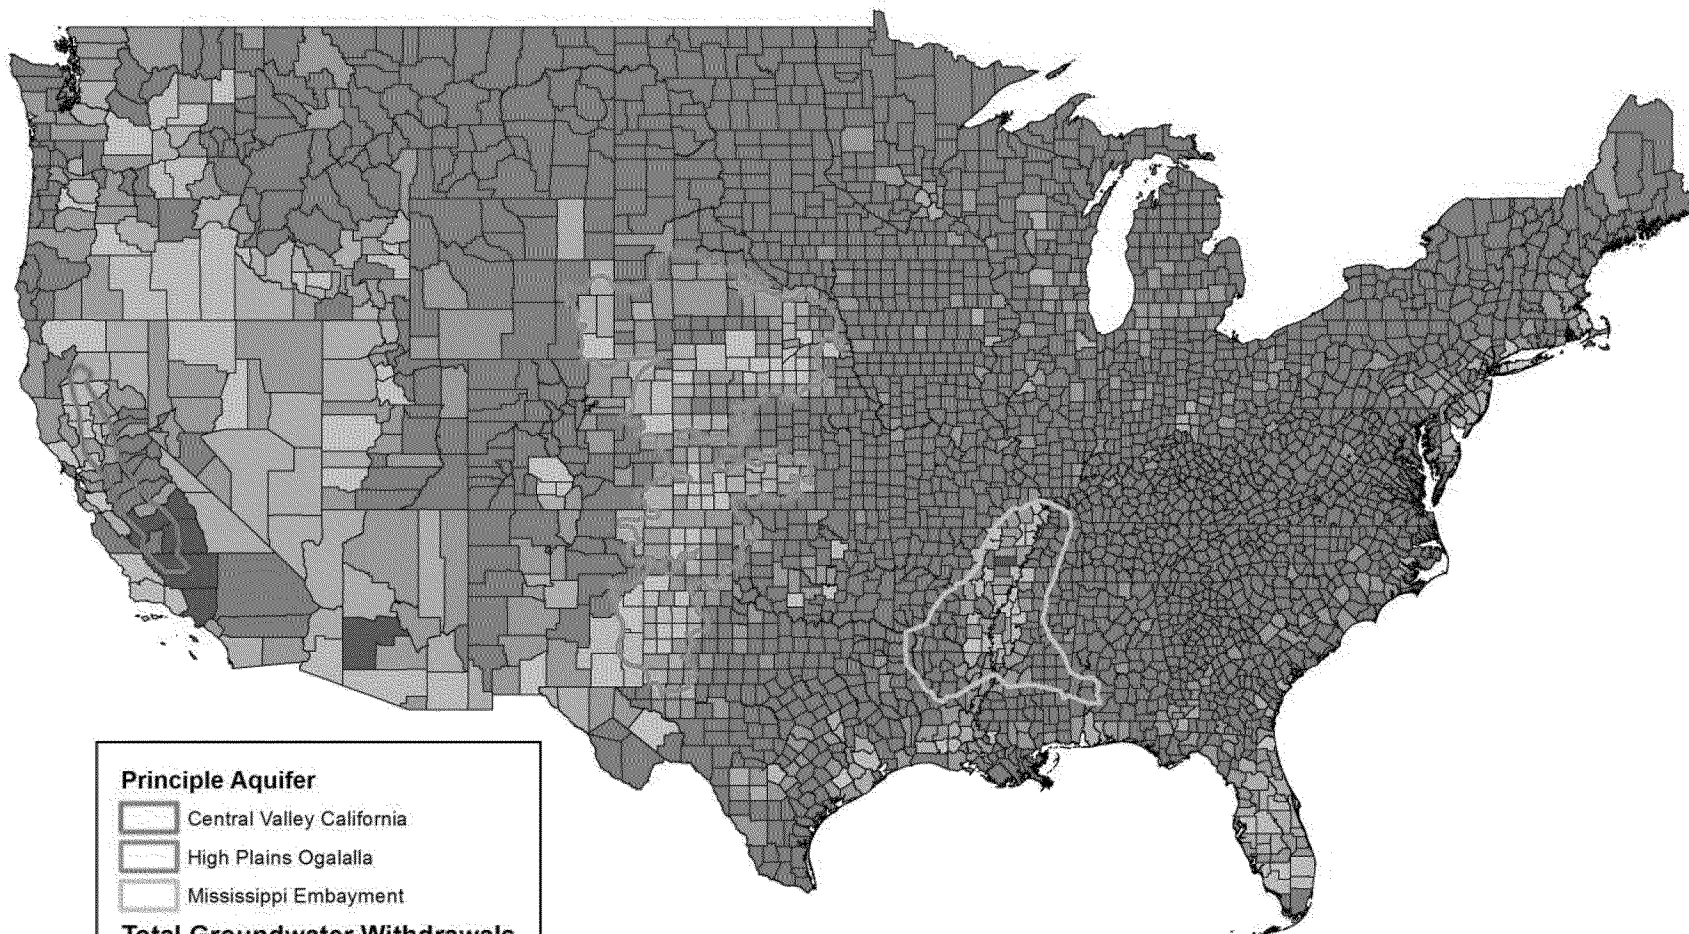 Principle Aquifer
Central Valley California
High Plains Ogalalla
Mississippi Embayment
Total Groundwater Withdrawals